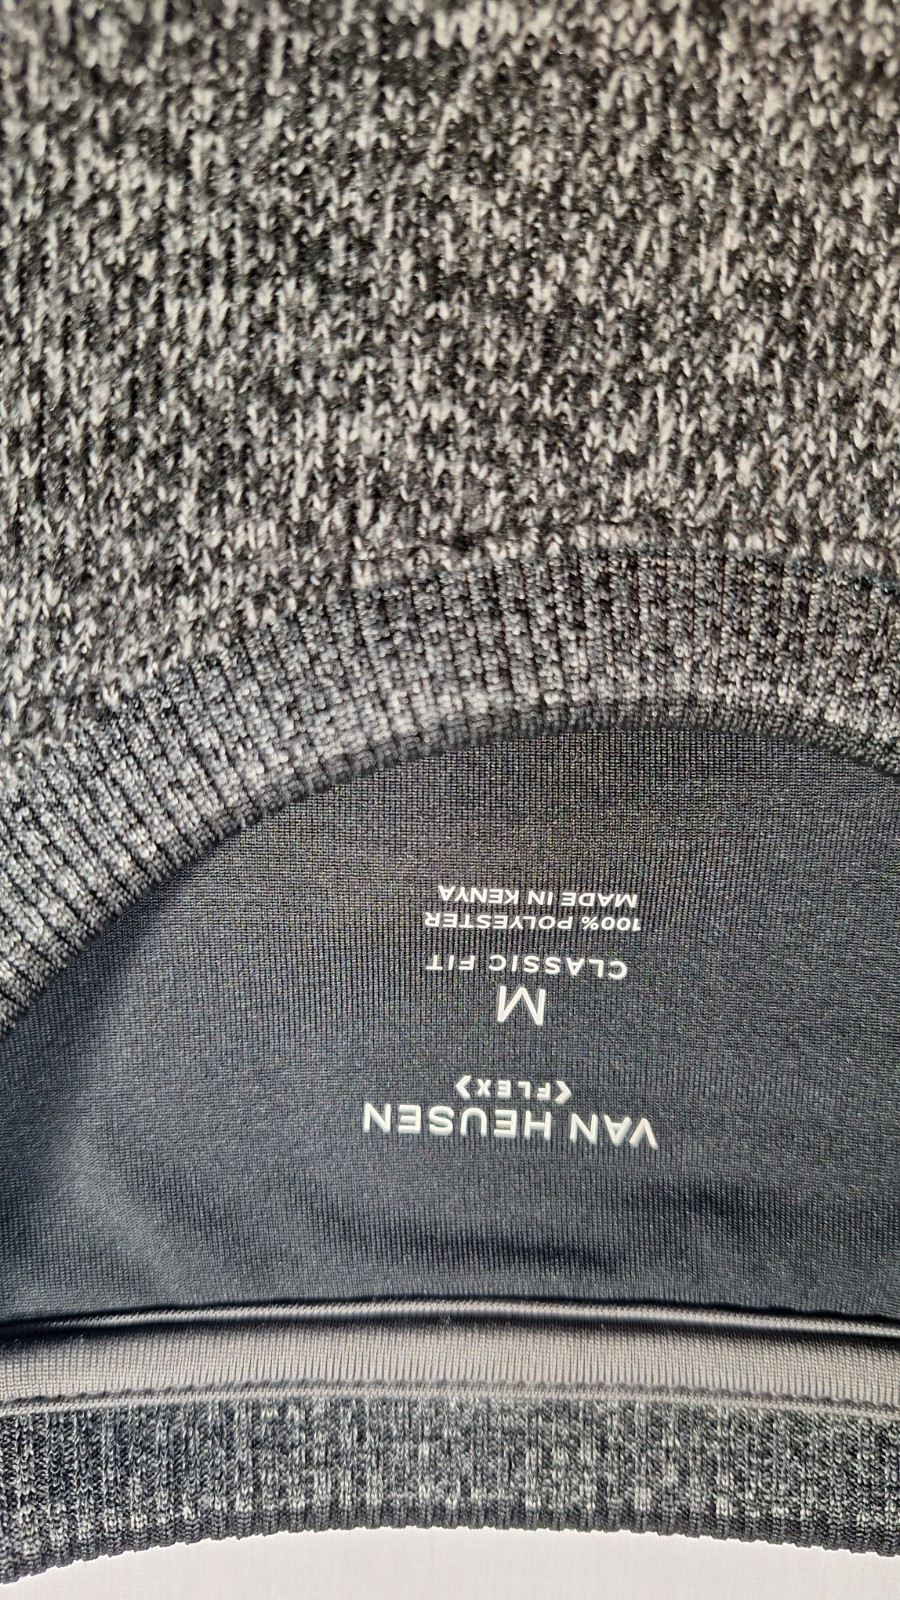 VAN HEUSEN
<FLEX>
M
CLASSIC FIT
100% POLYESTER
MADE IN KENYA